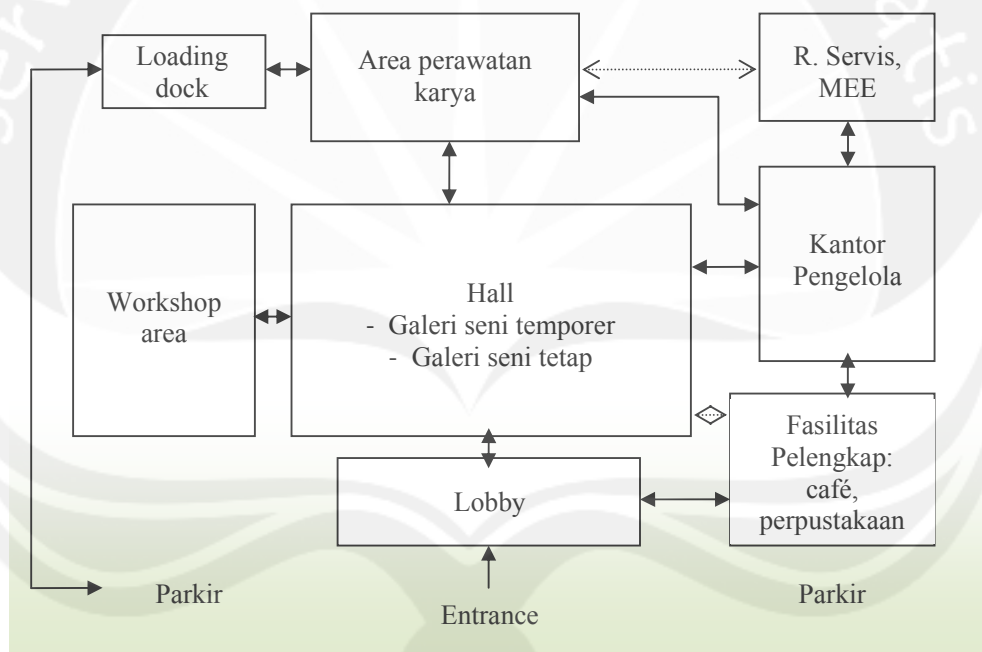 Loading
dock
Area perawatan
karya
R. Servis,
MEE
Workshop
area
Hall
- Galeri seni temporer
- Galeri seni tetap
Kantor
Pengelola
Lobby
Fasilitas
Pelengkap:
café,
perpustakaan
Parkir
Entrance
Parkir